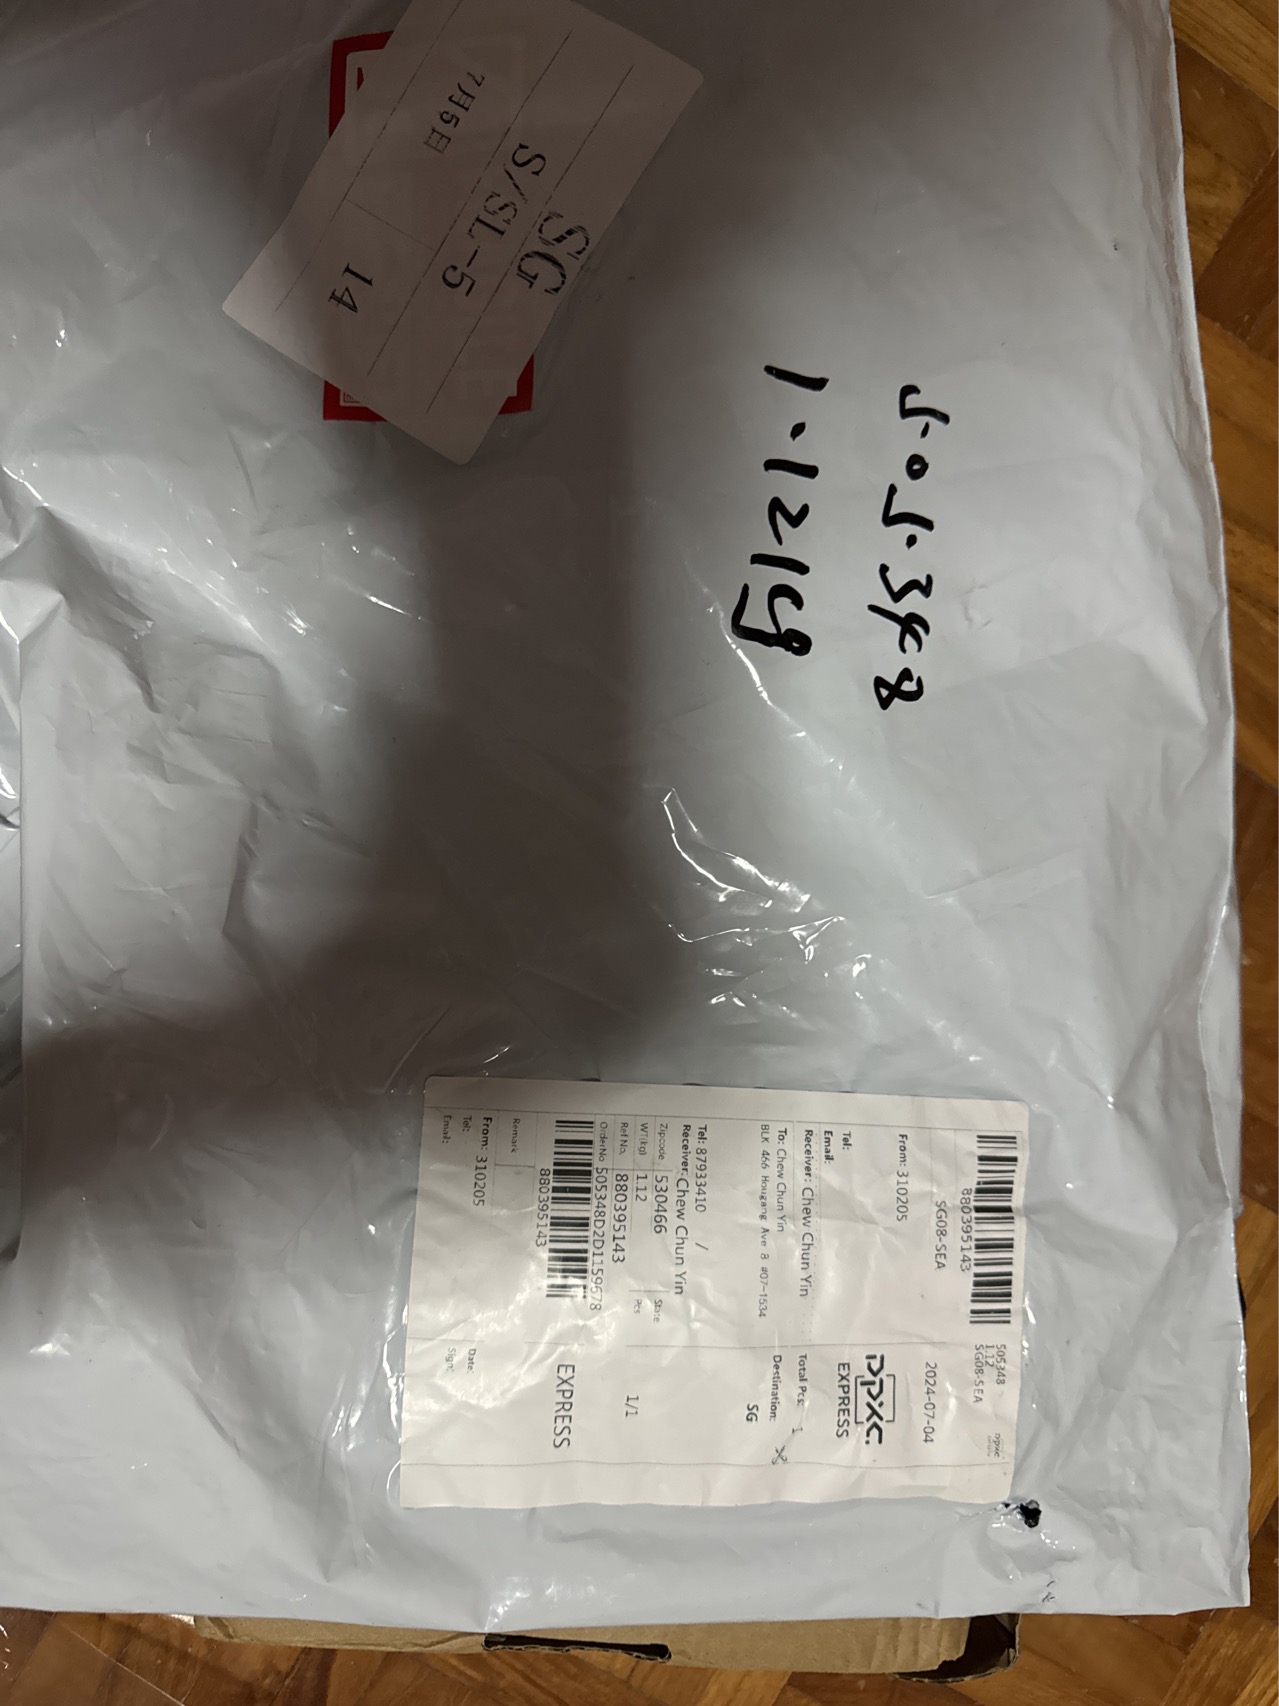 SG
S/SL-5
7月5日
14
505348
1.12kg
880395143
SG08-SEA
505348
1.12
SG08-SEA
dpxc
From: 310205
2024-07-04
dpxc.
EXPRESS
Tel:
Email:
Receiver: Chew Chun Yin
Total Pcs: 1
To: Chew Chun Yin
BLK 466 Hougang Ave 8 #07-1534
Destination:
SG
Tel: 87933410 /
Receiver: Chew Chun Yin
Zipcode 530466 State
WT(kg) 1.12 Pcs 1/1
Ref No. 880395143
OrderNo 505348D2D1159678
880395143
EXPRESS
Remark
From: 310205
Tel:
Email:
Date:
Sign: